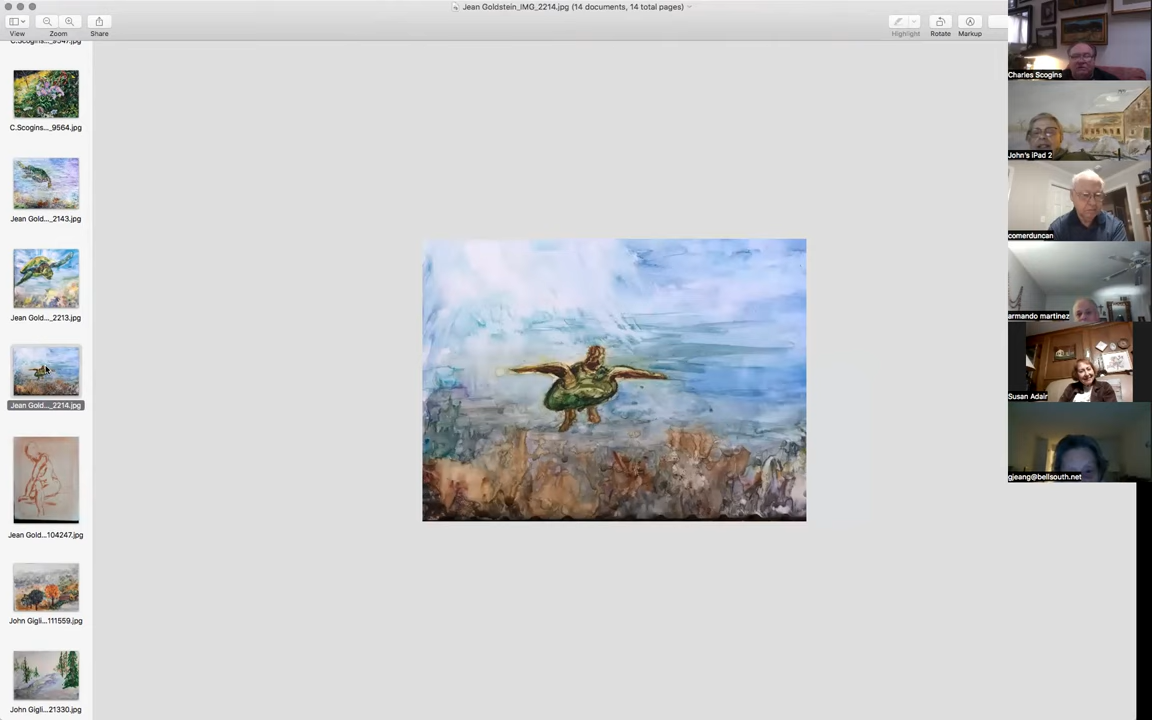 Jean Goldstein_IMG_2214.jpg (14 documents, 14 total pages)
View
Zoom
Share
Highlight
Rotate
Markup
C.Scogins..._9564.jpg
Jean Gold..._2143.jpg
Jean Gold..._2213.jpg
Jean Gold..._2214.jpg
Jean Gold...104247.jpg
John Gigli...111559.jpg
John Gigli...21330.jpg
Charles Scogins
John's iPad 2
comerduncan
armando martinez
Susan Adair
gjeang@bellsouth.net